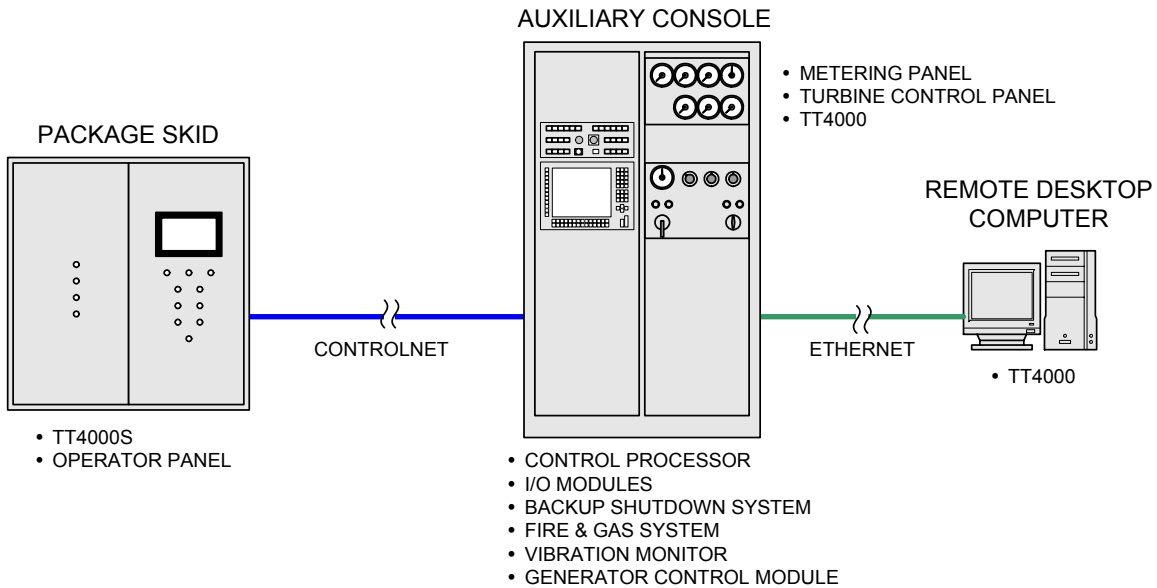 AUXILIARY CONSOLE
• METERING PANEL
• TURBINE CONTROL PANEL
• TT4000
PACKAGE SKID
REMOTE DESKTOP
COMPUTER
CONTROLNET
ETHERNET
• TT4000
• TT4000S
• OPERATOR PANEL
• CONTROL PROCESSOR
• I/O MODULES
• BACKUP SHUTDOWN SYSTEM
• FIRE & GAS SYSTEM
• VIBRATION MONITOR
• GENERATOR CONTROL MODULE